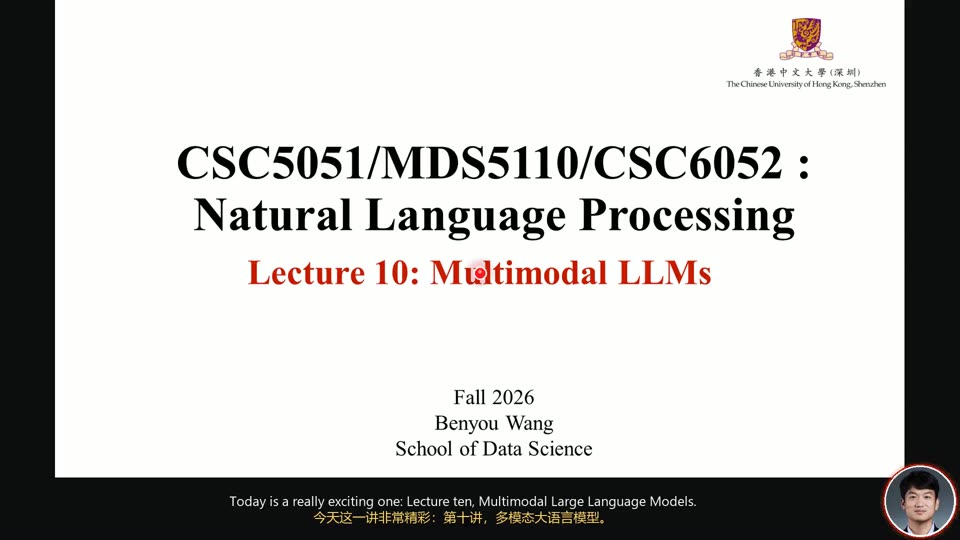 香港中文大學(深圳)
The Chinese University of Hong Kong, Shenzhen
CSC5051/MDS5110/CSC6052 :
Natural Language Processing
Lecture 10: Multimodal LLMs
Fall 2026
Benyou Wang
School of Data Science
Today is a really exciting one: Lecture ten, Multimodal Large Language Models.
今天这一讲非常精彩：第十讲，多模态大语言模型。